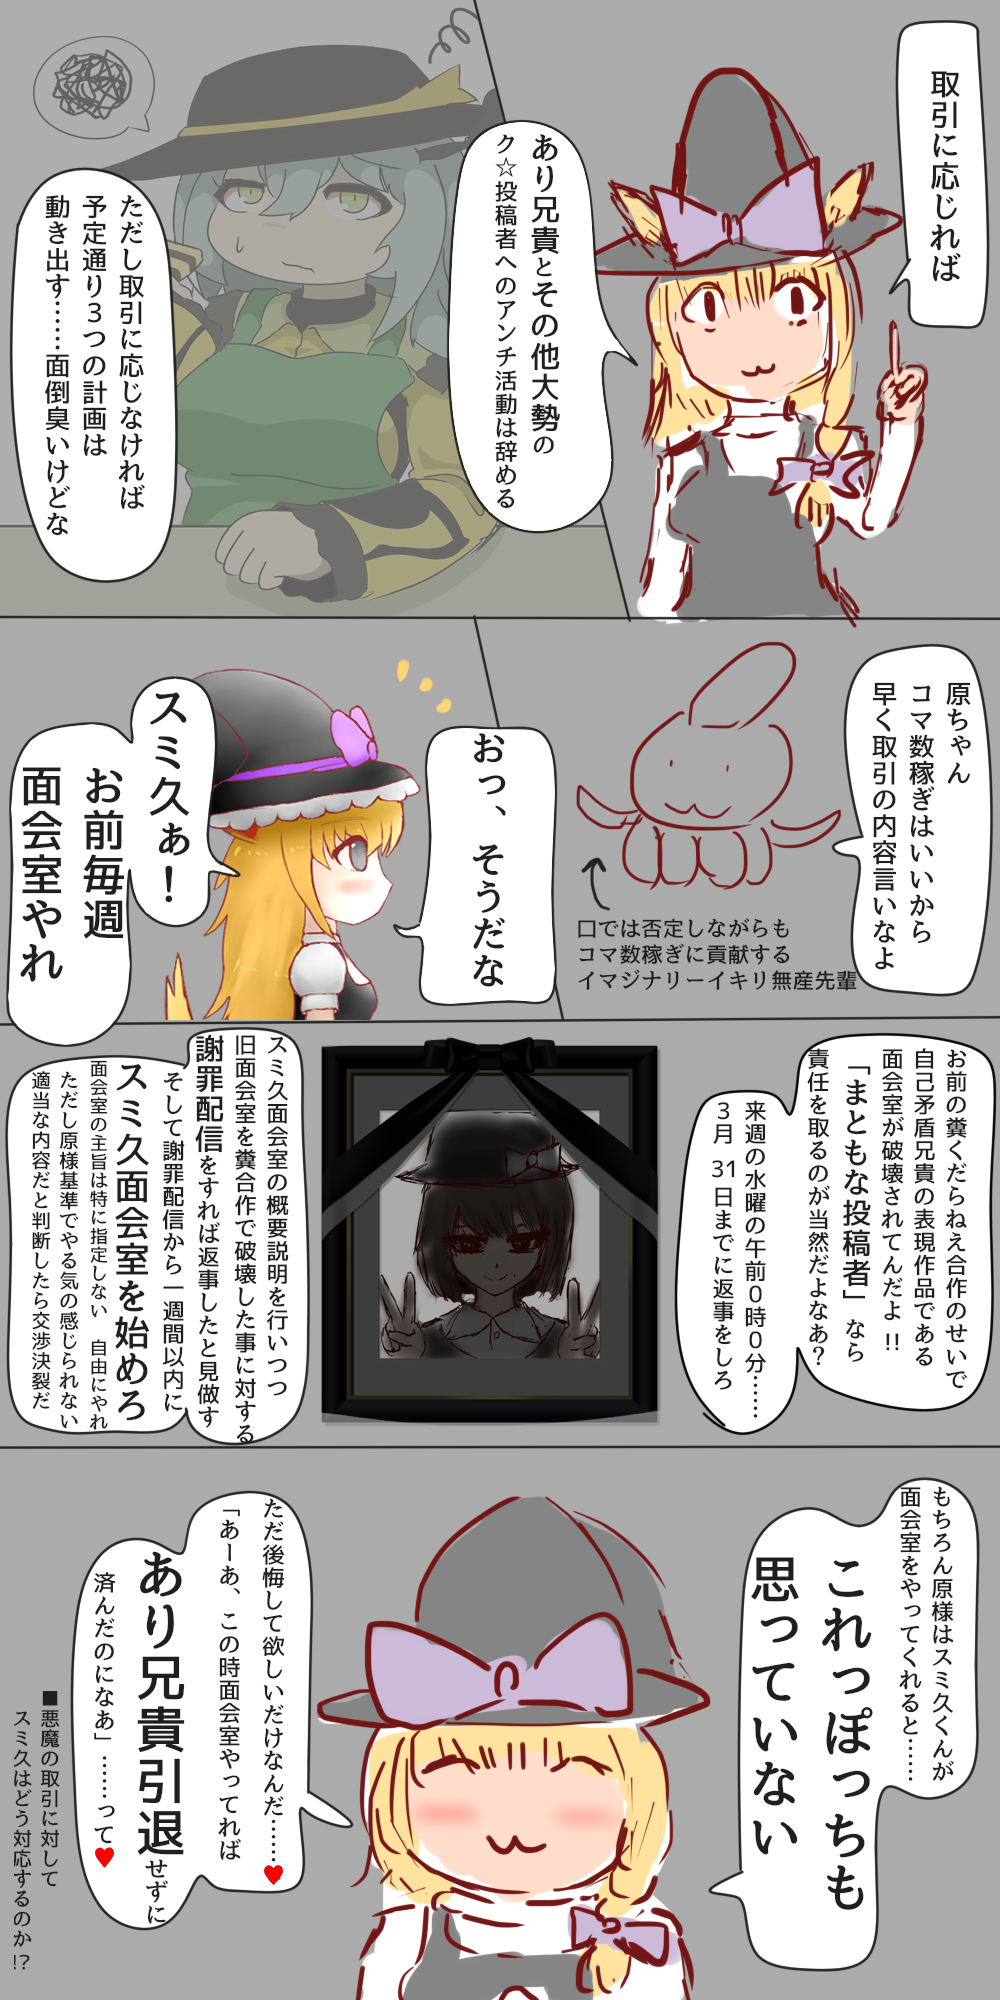 取引に応じれば
あり兄貴とその他大勢の
ク☆投稿者へのアンチ活動は辞める
ただし取引に応じなければ
予定通り3つの計画は
動き出す……面倒臭いけどな
原ちゃん
コマ数稼ぎはいいから
早く取引の内容言いなよ
口では否定しながらも
コマ数稼ぎに貢献する
イマジナリーイキリ無産先輩
おっ、そうだな
スミ久ぁ！
お前毎週
面会室やれ
お前の糞くだらねえ合作のせいで
自己矛盾兄貴の表現作品である
面会室が破壊されてんだよ!!
「まともな投稿者」なら
責任を取るのが当然だよなあ？
来週の水曜の午前0時0分……
3月31日までに返事をしろ
スミ久面会室の概要説明を行いつつ
旧面会室を糞合作で破壊した事に対する
謝罪配信をすれば返事したと見做す
そして謝罪配信から一週間以内に
スミ久面会室を始めろ
面会室の主旨は特に指定しない　自由にやれ
ただし原様基準でやる気の感じられない
適当な内容だと判断したら交渉決裂だ
もちろん原様はスミ久くんが
面会室をやってくれると……
これっぽっちも
思っていない
ただ後悔して欲しいだけなんだ……♥
「あーあ、この時面会室やってれば
あり兄貴引退せずに
済んだのになあ」……って♥
■悪魔の取引に対して
スミ久はどう対応するのか!?